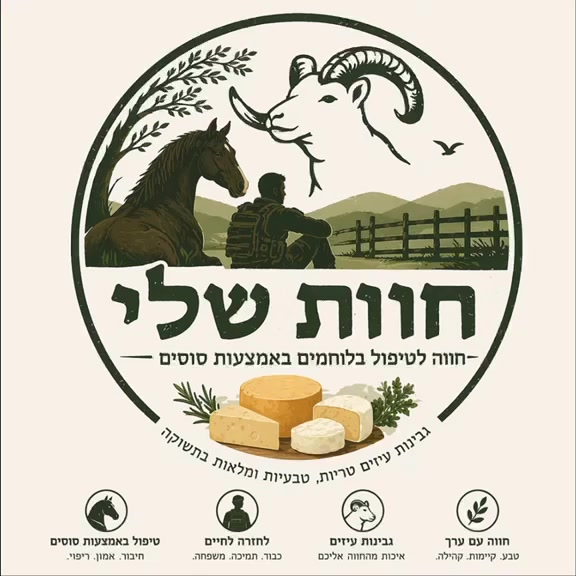 חוות שלי
חווה לטיפול בלוחמים באמצעות סוסים
גבינות עיזים טריות, טבעיות ומלאות בתשוקה
חווה עם ערך
טבע. קיימות. קהילה.
גבינות עיזים
איכות מהחווה אליכם
לחזרה לחיים
כבוד. תמיכה. משפחה.
טיפול באמצעות סוסים
חיבור. אמון. ריפוי.